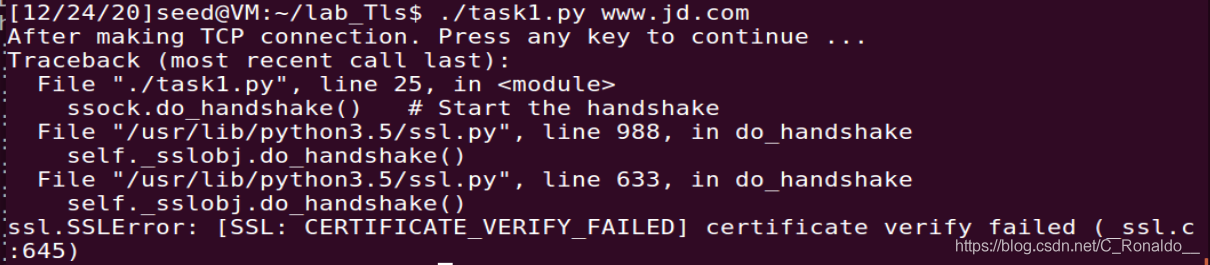 [12/24/20]seed@VM:~/lab_Tls$ ./task1.py www.jd.com
After making TCP connection. Press any key to continue ...
Traceback (most recent call last):
  File "./task1.py", line 25, in <module>
    ssock.do_handshake()   # Start the handshake
  File "/usr/lib/python3.5/ssl.py", line 988, in do_handshake
    self._sslobj.do_handshake()
  File "/usr/lib/python3.5/ssl.py", line 633, in do_handshake
    self._sslobj.do_handshake()
ssl.SSLError: [SSL: CERTIFICATE_VERIFY_FAILED] certificate verify failed (_ssl.c
:645)
https://blog.csdn.net/C_Ronaldo__